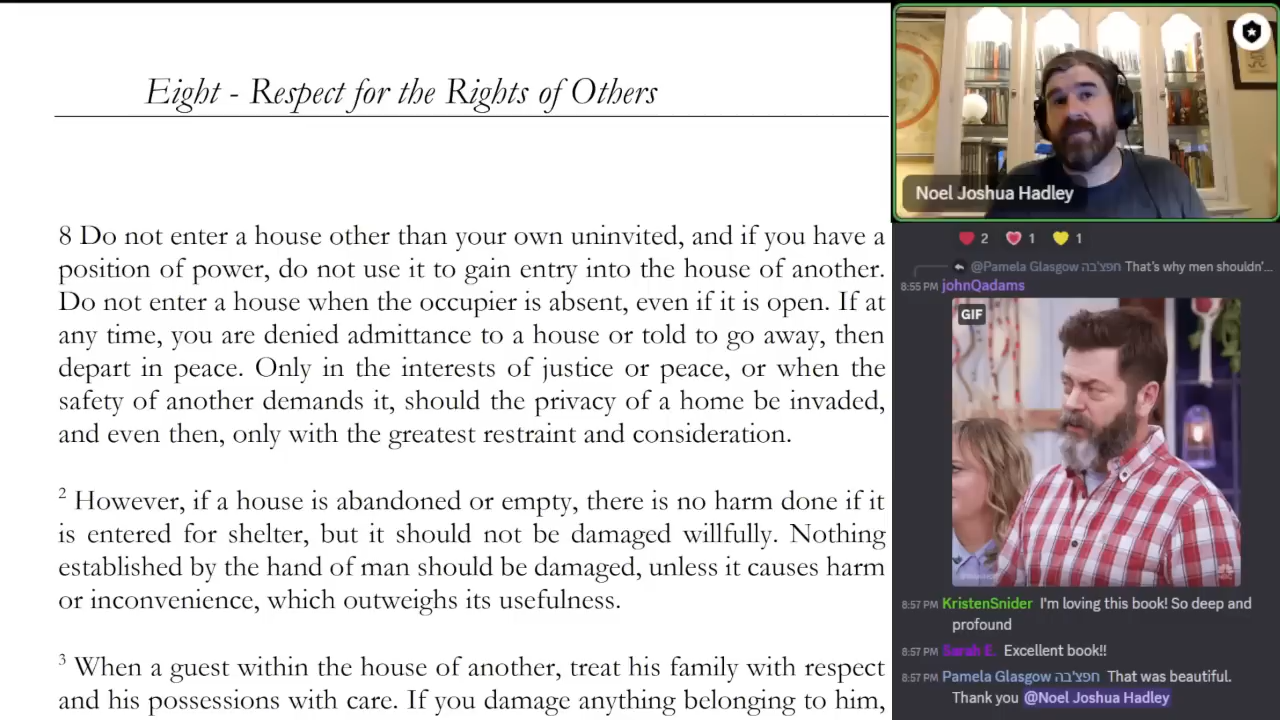 Eight - Respect for the Rights of Others
8 Do not enter a house other than your own uninvited, and if you have a
position of power, do not use it to gain entry into the house of another.
Do not enter a house when the occupier is absent, even if it is open. If at
any time, you are denied admittance to a house or told to go away, then
depart in peace. Only in the interests of justice or peace, or when the
safety of another demands it, should the privacy of a home be invaded,
and even then, only with the greatest restraint and consideration.
2 However, if a house is abandoned or empty, there is no harm done if it
is entered for shelter, but it should not be damaged willfully. Nothing
established by the hand of man should be damaged, unless it causes harm
or inconvenience, which outweighs its usefulness.
3 When a guest within the house of another, treat his family with respect
and his possessions with care. If you damage anything belonging to him,
Noel Joshua Hadley
2 1 1
@Pamela Glasgow חפצ'בה That's why men shouldn'...
8:55 PM johnQadams
GIF
8:57 PM KristenSnider I'm loving this book! So deep and
profound
8:57 PM Sarah E. Excellent book!!
8:57 PM Pamela Glasgow חפצ'בה That was beautiful.
Thank you @Noel Joshua Hadley